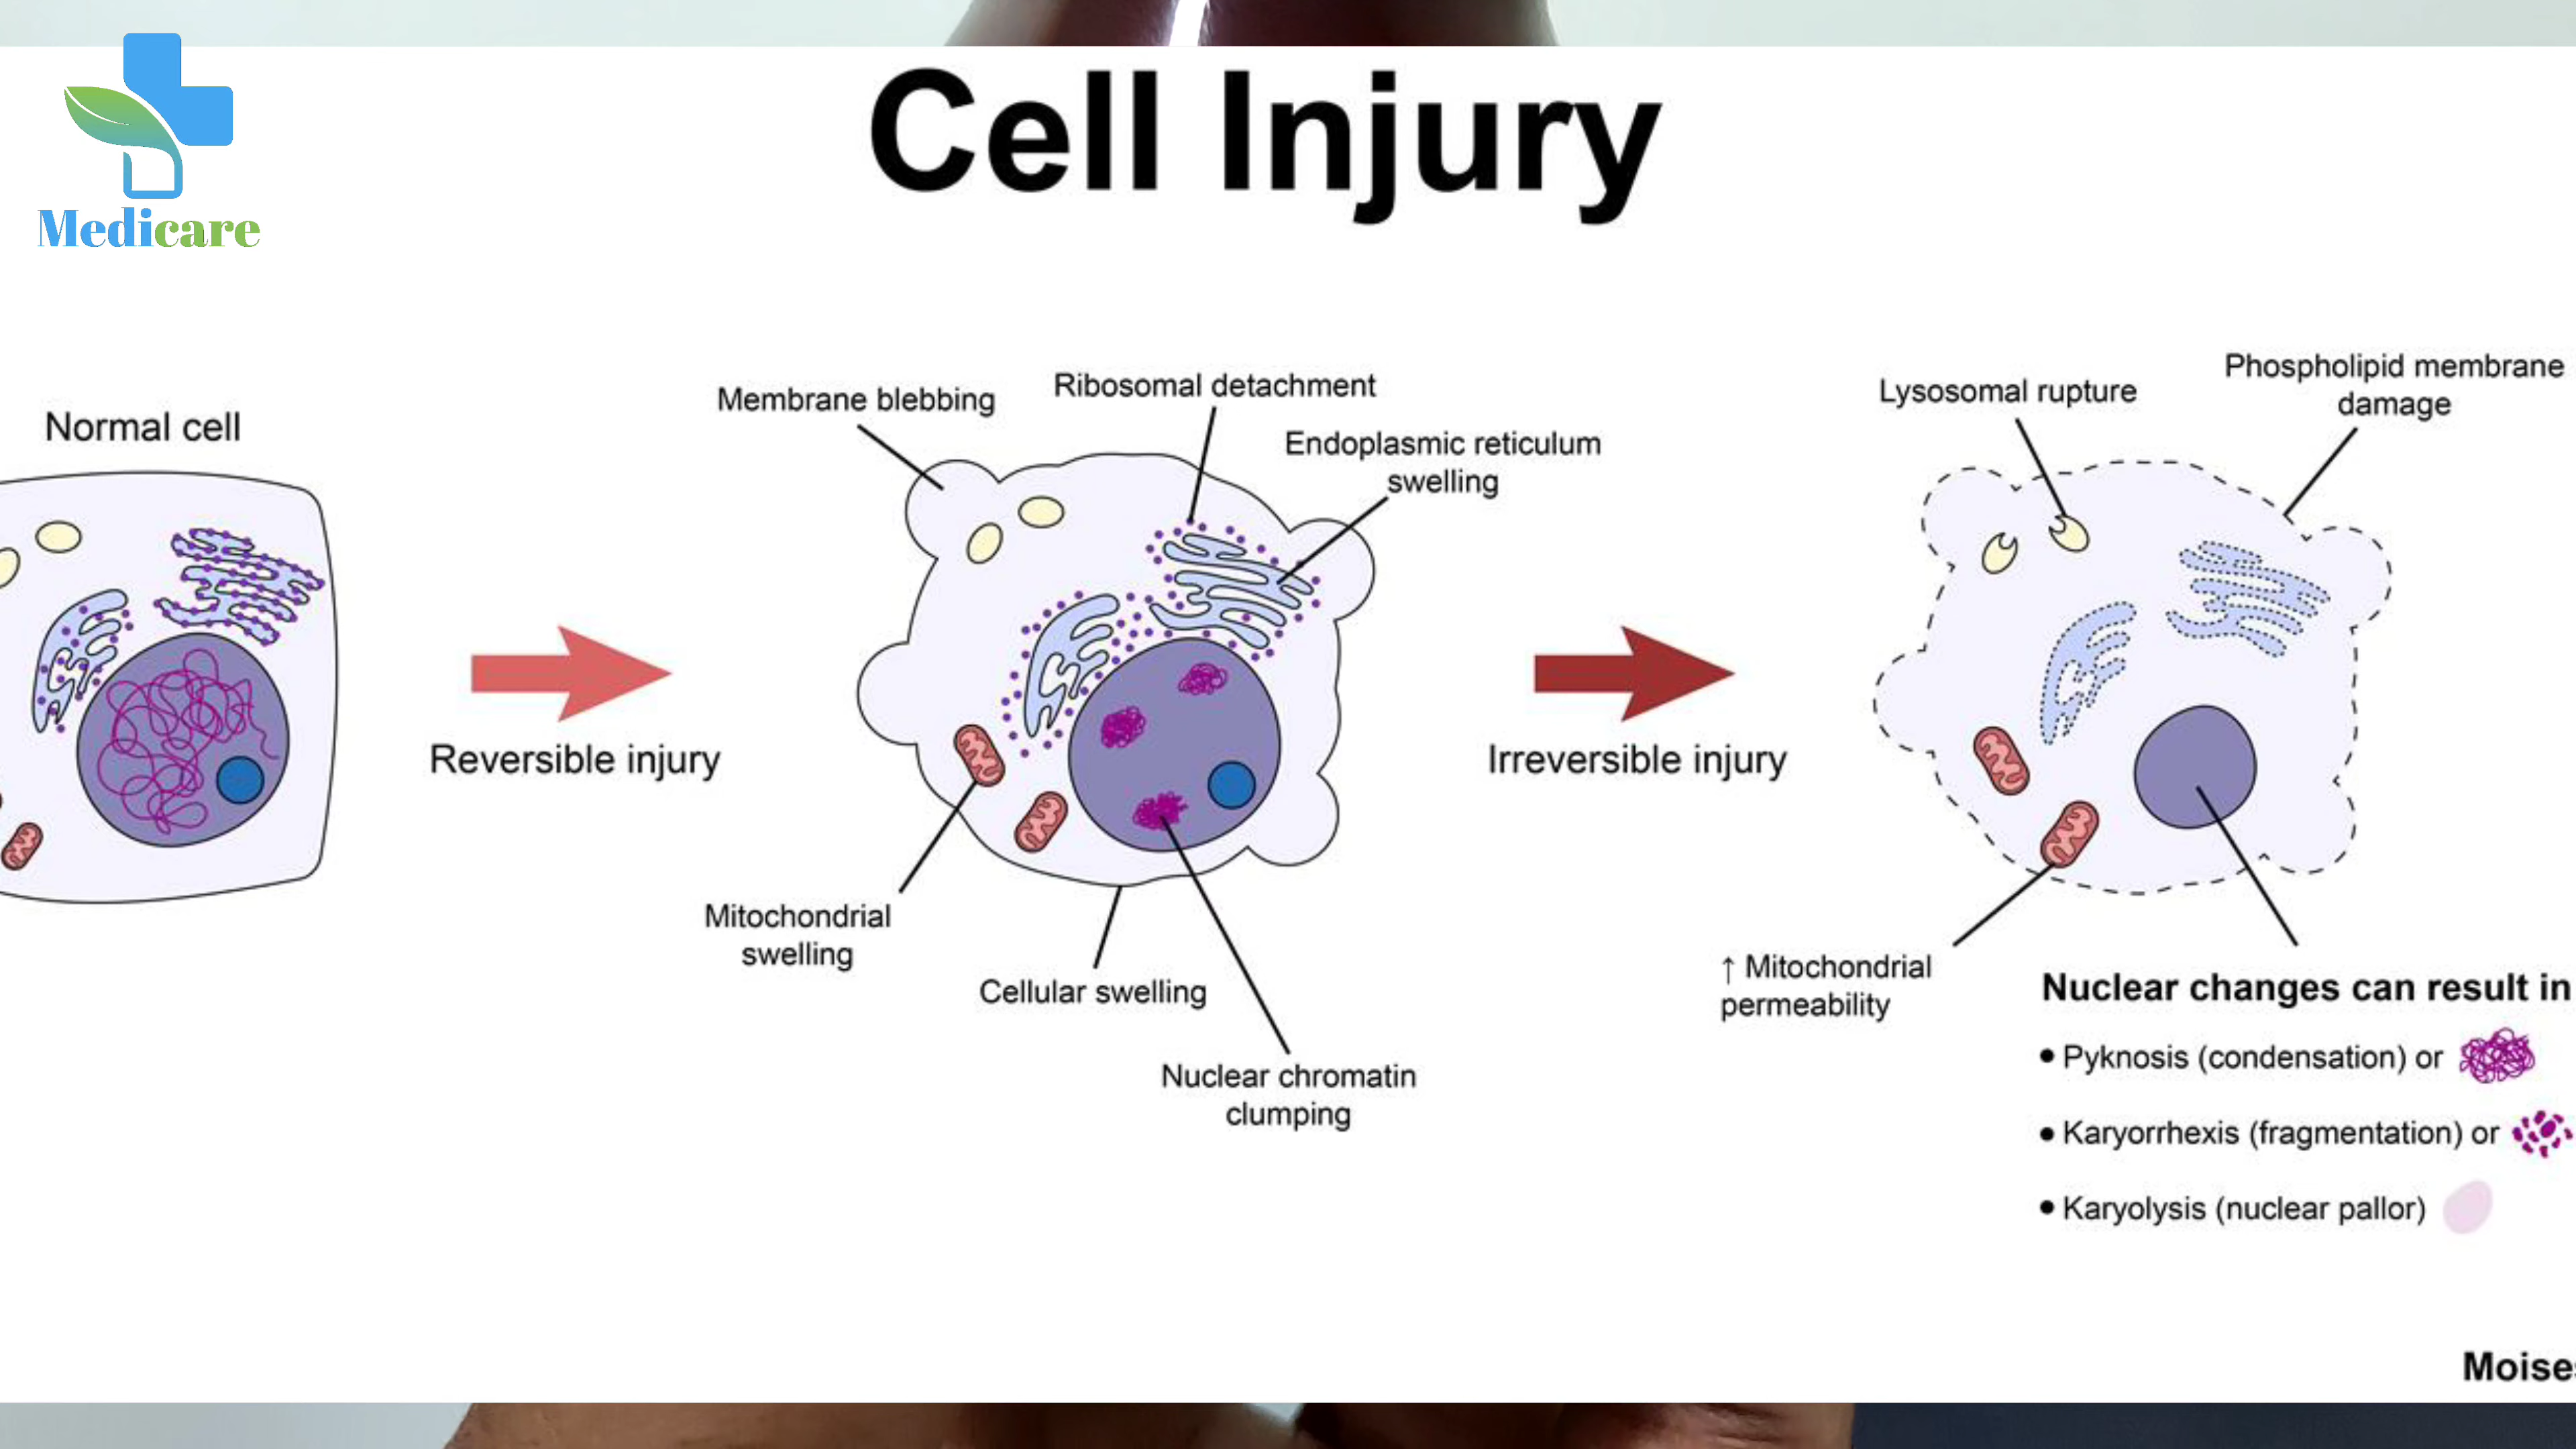 Medicare
Cell Injury
Normal cell
Reversible injury
Membrane blebbing
Ribosomal detachment
Endoplasmic reticulum
swelling
Mitochondrial
swelling
Cellular swelling
Nuclear chromatin
clumping
Irreversible injury
Lysosomal rupture
Phospholipid membrane
damage
↑ Mitochondrial
permeability
Nuclear changes can result in
• Pyknosis (condensation) or
• Karyorrhexis (fragmentation) or
• Karyolysis (nuclear pallor)